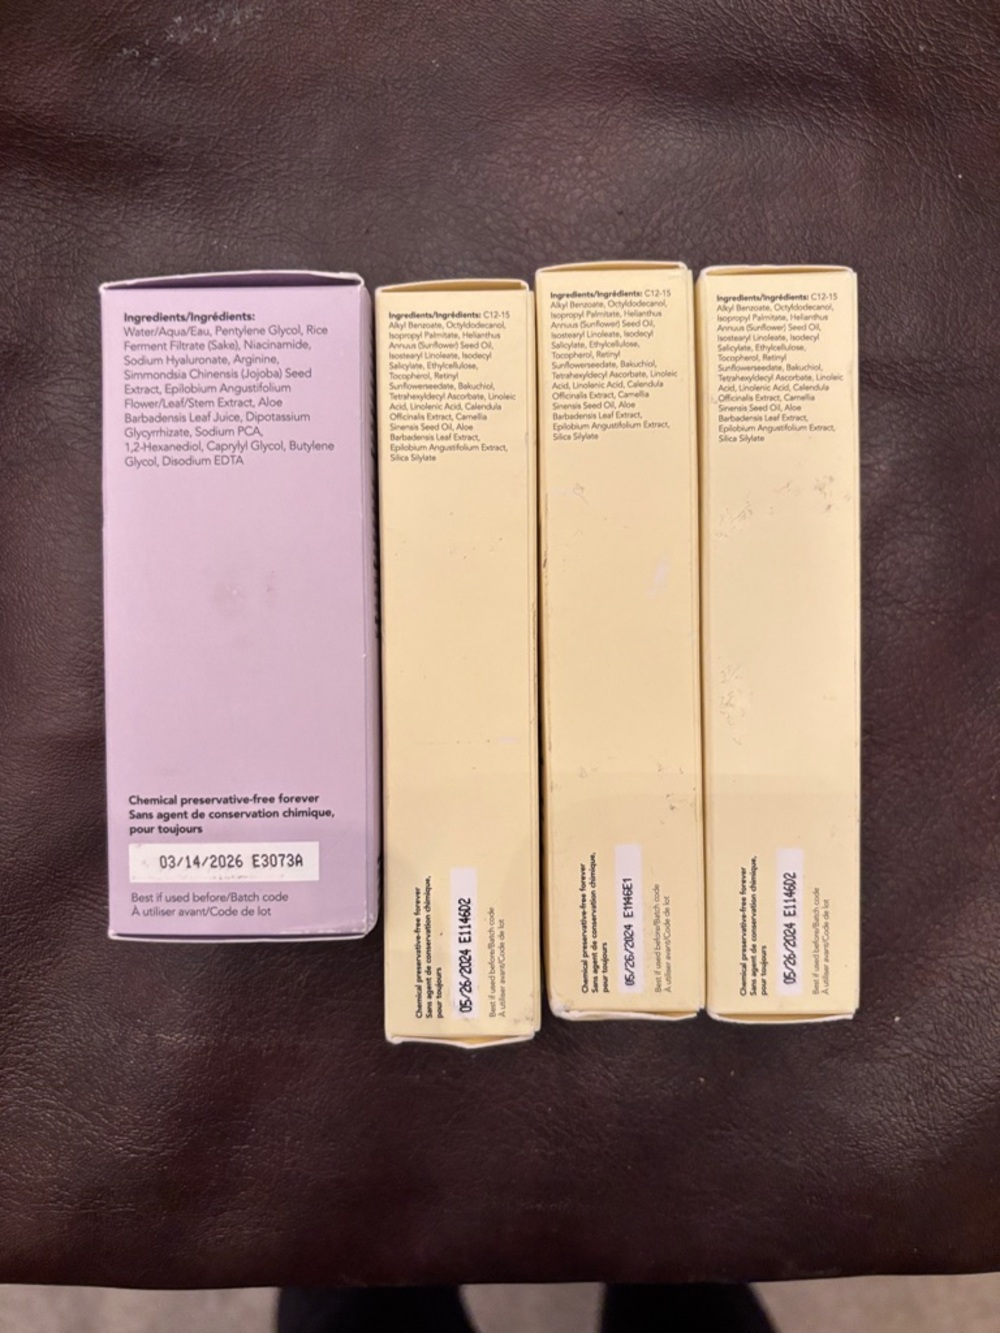 Ingredients/Ingrédients:
Water/Aqua/Eau, Pentylene Glycol, Rice
Ferment Filtrate (Sake), Niacinamide,
Sodium Hyaluronate, Arginine,
Simmondsia Chinensis (Jojoba) Seed
Extract, Epilobium Angustifolium
Flower/Leaf/Stem Extract, Aloe
Barbadensis Leaf Juice, Dipotassium
Glycyrrhizate, Sodium PCA,
1,2-Hexanediol, Caprylyl Glycol, Butylene
Glycol, Disodium EDTA
Chemical preservative-free forever
Sans agent de conservation chimique,
pour toujours
03/14/2026 E3073A
Best if used before/Batch code
À utiliser avant/Code de lot
Ingredients/Ingrédients: C12-15
Alkyl Benzoate, Octyldodecanol,
Isopropyl Palmitate, Helianthus
Annuus (Sunflower) Seed Oil,
Isostearyl Linoleate, Isodecyl
Salicylate, Ethylcellulose,
Tocopherol, Retinyl
Sunflowerseedate, Bakuchiol,
Tetrahexyldecyl Ascorbate, Linoleic
Acid, Linolenic Acid, Calendula
Officinalis Extract, Camellia
Sinensis Seed Oil, Aloe
Barbadensis Leaf Extract,
Epilobium Angustifolium Extract,
Silica Silylate
Chemical preservative-free forever
Sans agent de conservation chimique,
pour toujours
05/26/2024 E1146D2
Best if used before/Batch code
À utiliser avant/Code de lot
Ingredients/Ingrédients: C12-15
Alkyl Benzoate, Octyldodecanol,
Isopropyl Palmitate, Helianthus
Annuus (Sunflower) Seed Oil,
Isostearyl Linoleate, Isodecyl
Salicylate, Ethylcellulose,
Tocopherol, Retinyl
Sunflowerseedate, Bakuchiol,
Tetrahexyldecyl Ascorbate, Linoleic
Acid, Linolenic Acid, Calendula
Officinalis Extract, Camellia
Sinensis Seed Oil, Aloe
Barbadensis Leaf Extract,
Epilobium Angustifolium Extract,
Silica Silylate
Chemical preservative-free forever
Sans agent de conservation chimique,
pour toujours
05/26/2024 E1146E1
Best if used before/Batch code
À utiliser avant/Code de lot
Ingredients/Ingrédients: C12-15
Alkyl Benzoate, Octyldodecanol,
Isopropyl Palmitate, Helianthus
Annuus (Sunflower) Seed Oil,
Isostearyl Linoleate, Isodecyl
Salicylate, Ethylcellulose,
Tocopherol, Retinyl
Sunflowerseedate, Bakuchiol,
Tetrahexyldecyl Ascorbate, Linoleic
Acid, Linolenic Acid, Calendula
Officinalis Extract, Camellia
Sinensis Seed Oil, Aloe
Barbadensis Leaf Extract,
Epilobium Angustifolium Extract,
Silica Silylate
Chemical preservative-free forever
Sans agent de conservation chimique,
pour toujours
05/26/2024 E1146D2
Best if used before/Batch code
À utiliser avant/Code de lot